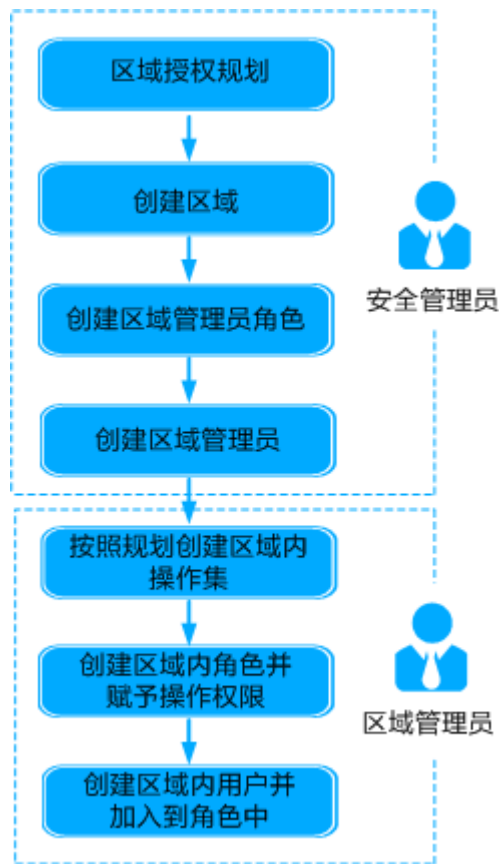 区域授权规划
创建区域
安全管理员
创建区域管理员角色
创建区域管理员
按照规划创建区域内
操作集
创建区域内角色并
赋予操作权限
区域管理员
创建区域内用户并
加入到角色中